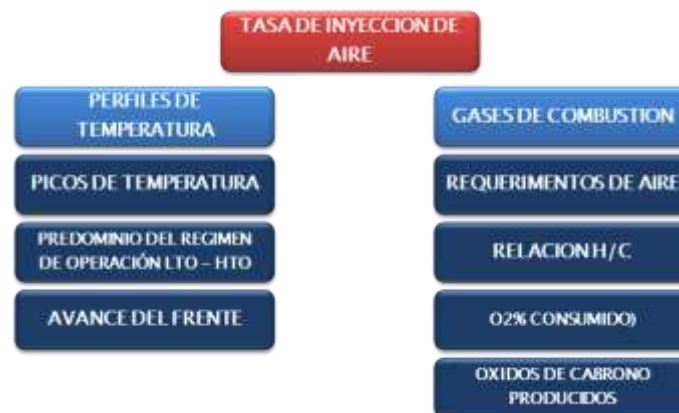 TASA DE INYECCION DE
AIRE
PERFILES DE
TEMPERATURA
PICOS DE TEMPERATURA
PREDOMINIO DEL REGIMEN
DE OPERACIÓN LTO – HTO
AVANCE DEL FRENTE
GASES DE COMBUSTION
REQUERIMENTOS DE AIRE
RELACION H / C
O2% CONSUMIDO)
OXIDOS DE CABRONO
PRODUCIDOS